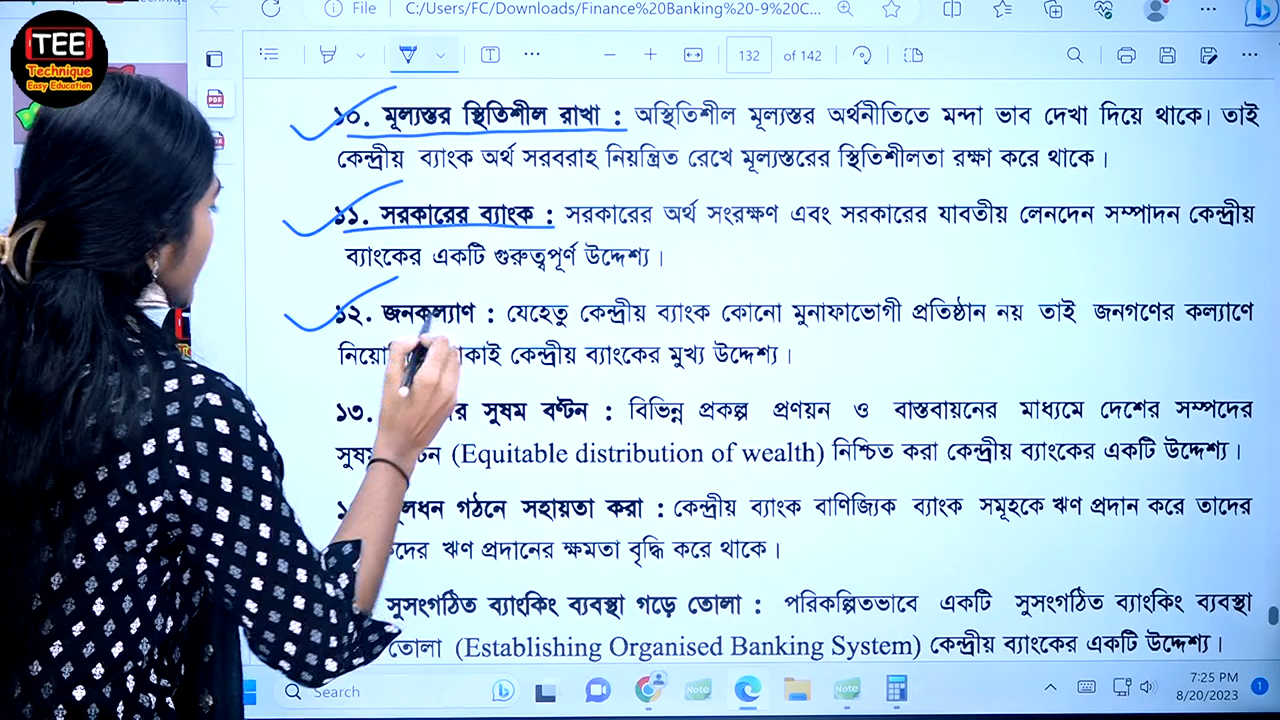 TEE
Technique
Easy Education
File C:/Users/FC/Downloads/Finance%20Banking%20-9%20C...
132 of 142
১০. মূল্যস্তর স্থিতিশীল রাখা : অস্থিতিশীল মূল্যস্তর অর্থনীতিতে মন্দা ভাব দেখা দিয়ে থাকে। তাই
কেন্দ্রীয় ব্যাংক অর্থ সরবরাহ নিয়ন্ত্রিত রেখে মূল্যস্তরের স্থিতিশীলতা রক্ষা করে থাকে।
১১. সরকারের ব্যাংক : সরকারের অর্থ সংরক্ষণ এবং সরকারের যাবতীয় লেনদেন সম্পাদন কেন্দ্রীয়
ব্যাংকের একটি গুরুত্বপূর্ণ উদ্দেশ্য।
১২. জনকল্যাণ : যেহেতু কেন্দ্রীয় ব্যাংক কোনো মুনাফাভোগী প্রতিষ্ঠান নয় তাই জনগণের কল্যাণে
কেন্দ্রীয় ব্যাংকের মুখ্য উদ্দেশ্য।
১৩. সুষম বণ্টন : বিভিন্ন প্রকল্প প্রণয়ন ও বাস্তবায়নের মাধ্যমে দেশের সম্পদের
(Equitable distribution of wealth) নিশ্চিত করা কেন্দ্রীয় ব্যাংকের একটি উদ্দেশ্য।
গঠনে সহায়তা করা : কেন্দ্রীয় ব্যাংক বাণিজ্যিক ব্যাংক সমূহকে ঋণ প্রদান করে তাদের
ঋণ প্রদানের ক্ষমতা বৃদ্ধি করে থাকে।
সুসংগঠিত ব্যাংকিং ব্যবস্থা গড়ে তোলা : পরিকল্পিতভাবে একটি সুসংগঠিত ব্যাংকিং ব্যবস্থা
তোলা (Establishing Organised Banking System) কেন্দ্রীয় ব্যাংকের একটি উদ্দেশ্য।
Search
Note
Note
7:25 PM
8/20/2023